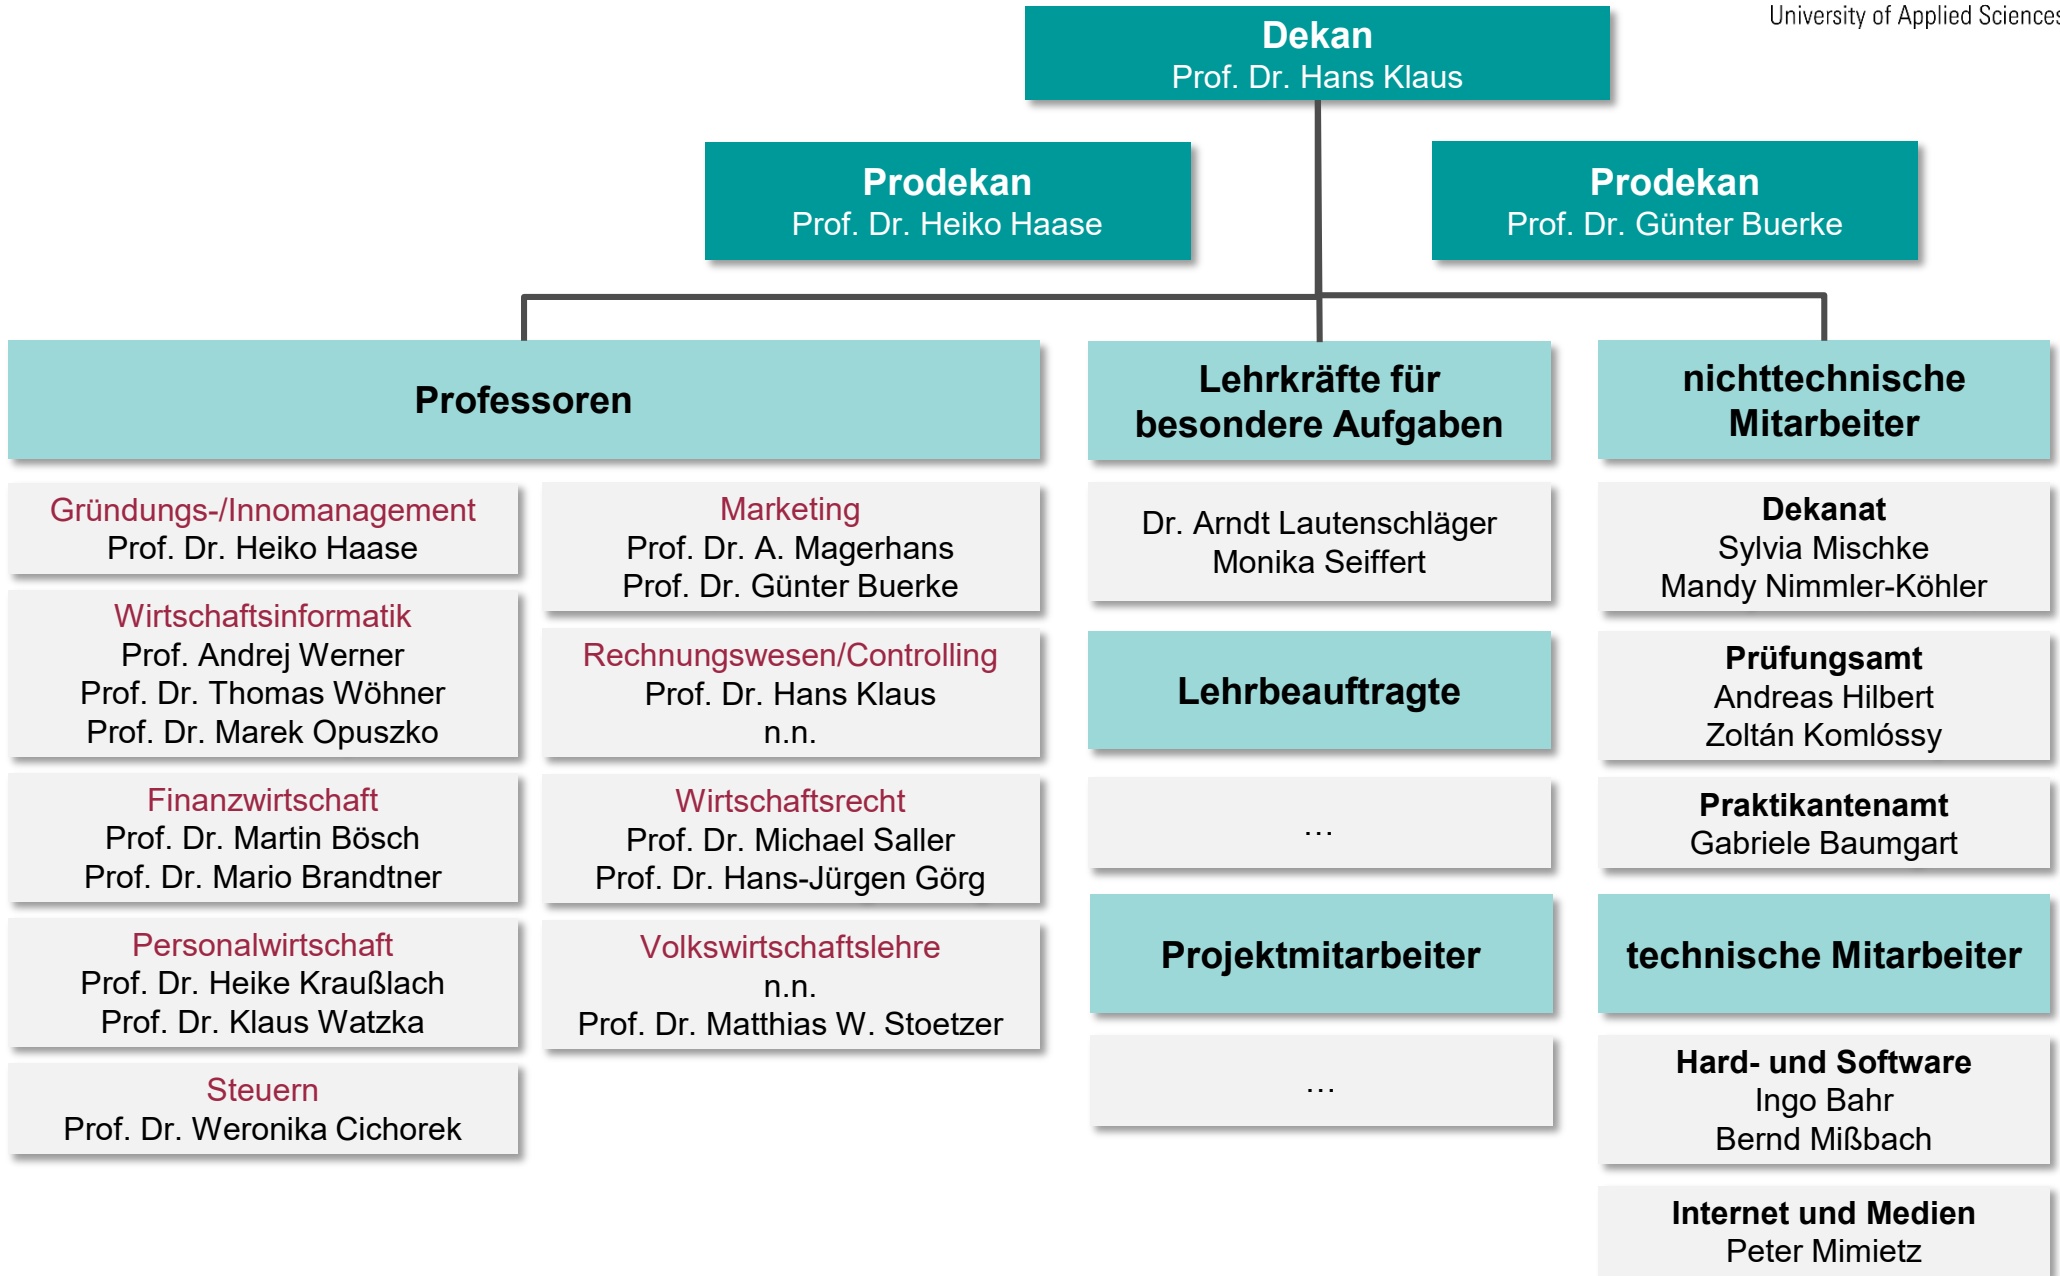 University of Applied Sciences
Dekan
Prof. Dr. Hans Klaus
Prodekan
Prof. Dr. Heiko Haase
Prodekan
Prof. Dr. Günter Buerke
Professoren
Gründungs-/Innomanagement
Prof. Dr. Heiko Haase
Wirtschaftsinformatik
Prof. Andrej Werner
Prof. Dr. Thomas Wöhner
Prof. Dr. Marek Opuszko
Finanzwirtschaft
Prof. Dr. Martin Bösch
Prof. Dr. Mario Brandtner
Personalwirtschaft
Prof. Dr. Heike Kraußlach
Prof. Dr. Klaus Watzka
Steuern
Prof. Dr. Weronika Cichorek
Marketing
Prof. Dr. A. Magerhans
Prof. Dr. Günter Buerke
Rechnungswesen/Controlling
Prof. Dr. Hans Klaus
n.n.
Wirtschaftsrecht
Prof. Dr. Michael Saller
Prof. Dr. Hans-Jürgen Görg
Volkswirtschaftslehre
n.n.
Prof. Dr. Matthias W. Stoetzer
Lehrkräfte für
besondere Aufgaben
Dr. Arndt Lautenschläger
Monika Seiffert
Lehrbeauftragte
...
Projektmitarbeiter
...
nichttechnische
Mitarbeiter
Dekanat
Sylvia Mischke
Mandy Nimmler-Köhler
Prüfungsamt
Andreas Hilbert
Zoltán Komlóssy
Praktikantenamt
Gabriele Baumgart
technische Mitarbeiter
Hard- und Software
Ingo Bahr
Bernd Mißbach
Internet und Medien
Peter Mimietz